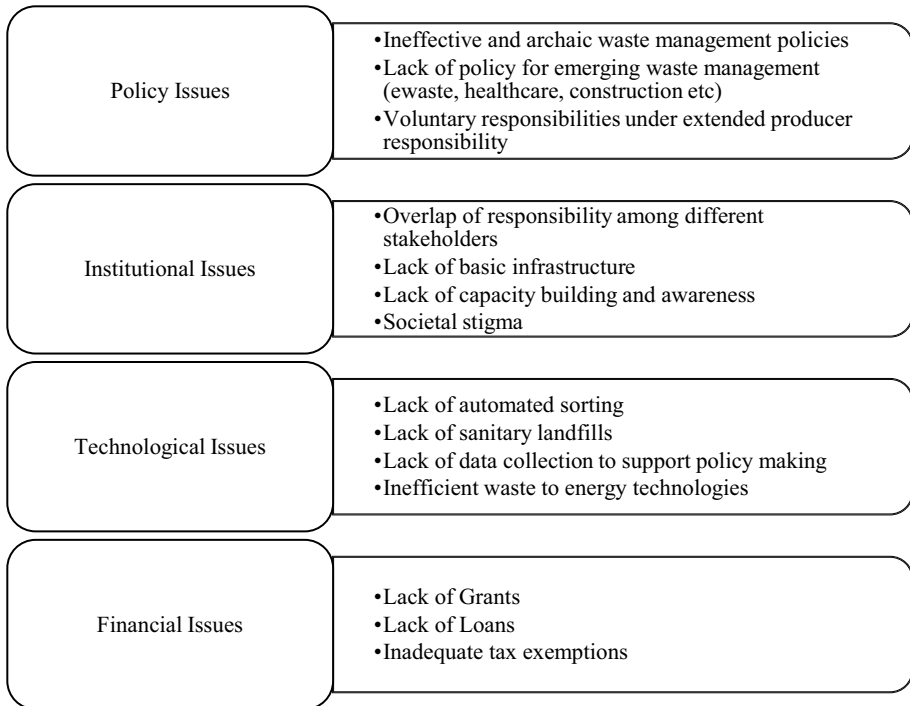 Policy Issues
•Ineffective and archaic waste management policies
•Lack of policy for emerging waste management
(ewaste, healthcare, construction etc)
•Voluntary responsibilities under extended producer
responsibility
Institutional Issues
•Overlap of responsibility among different
stakeholders
•Lack of basic infrastructure
•Lack of capacity building and awareness
•Societal stigma
Technological Issues
•Lack of automated sorting
•Lack of sanitary landfills
•Lack of data collection to support policy making
•Inefficient waste to energy technologies
Financial Issues
•Lack of Grants
•Lack of Loans
•Inadequate tax exemptions